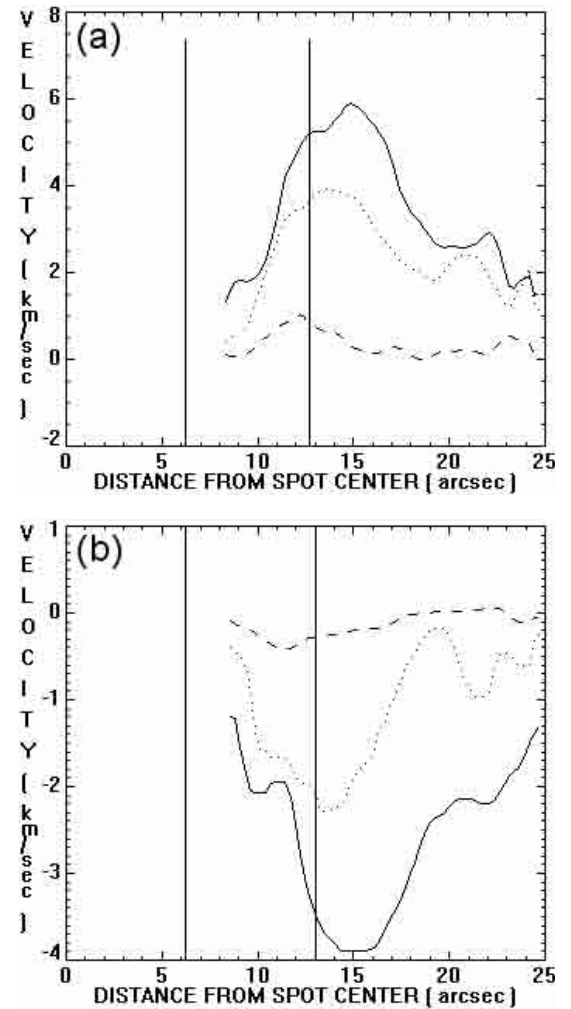 (a)
VELOCITY ( km/sec )
8
6
4
2
0
-2
0 5 10 15 20 25
DISTANCE FROM SPOT CENTER ( arcsec )
(b)
VELOCITY ( km/sec )
1
0
-1
-2
-3
-4
0 5 10 15 20 25
DISTANCE FROM SPOT CENTER ( arcsec )